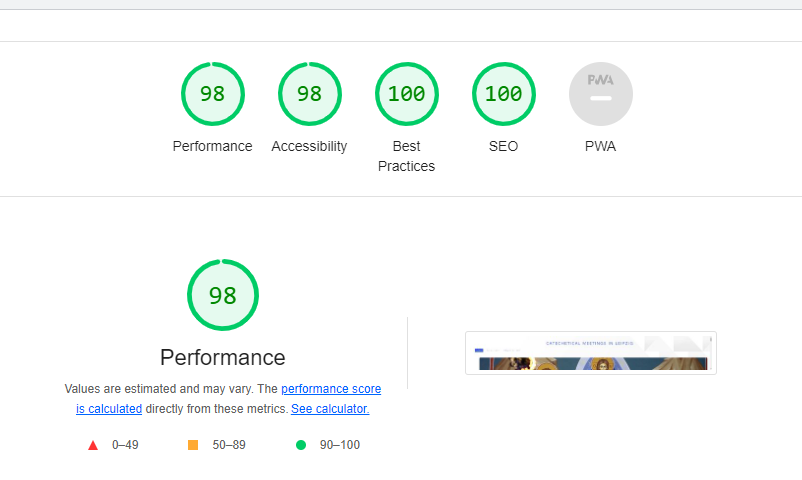 98 98 100 100 PWA
Performance Accessibility Best Practices SEO PWA
98
Performance
Values are estimated and may vary. The performance score
is calculated directly from these metrics. See calculator.
0–49 50–89 90–100
CATECHETICAL MEETINGS IN LEIPZIG